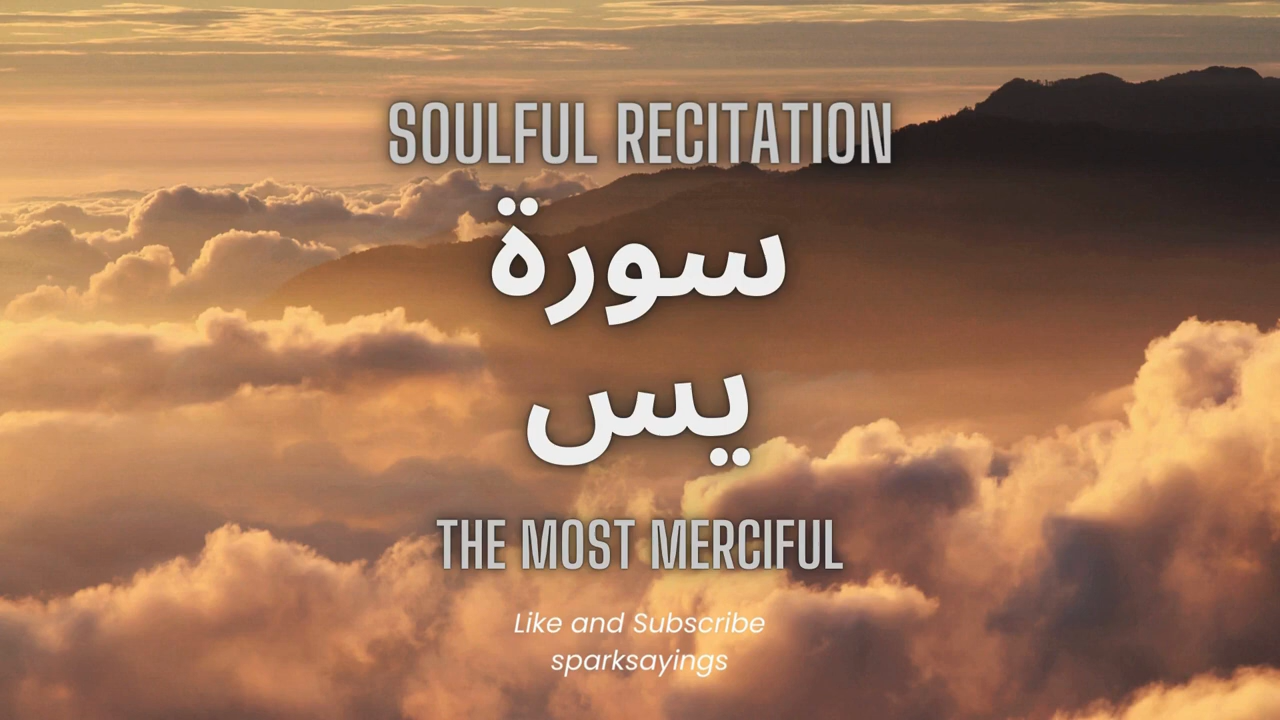 SOULFUL RECITATION
سورة
يس
THE MOST MERCIFUL
Like and Subscribe
sparksayings